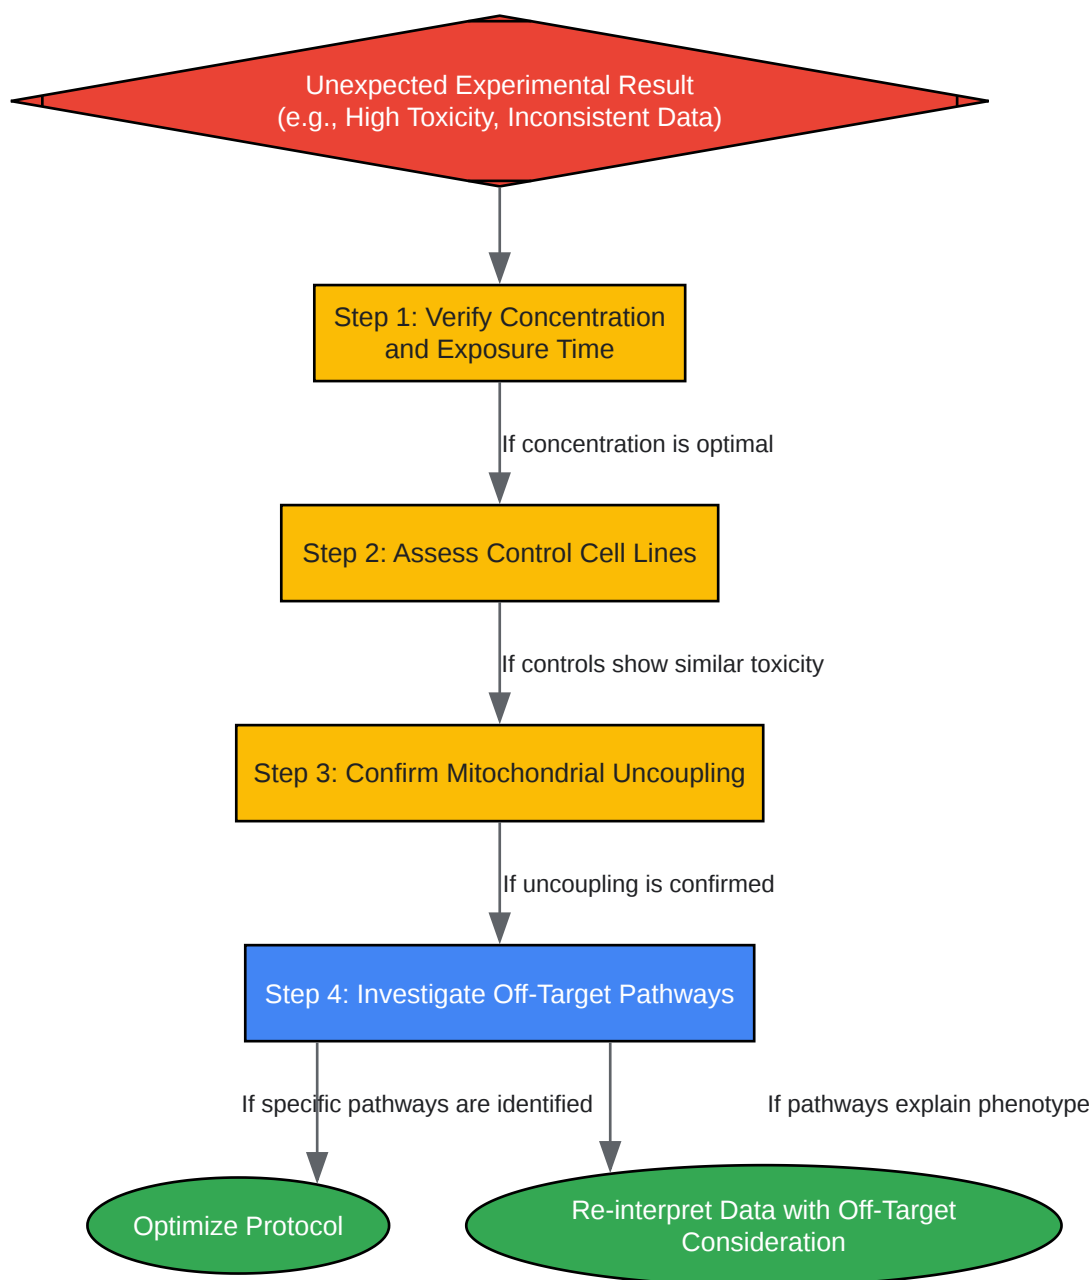 Unexpected Experimental Result
(e.g., High Toxicity, Inconsistent Data)
Step 1: Verify Concentration
and Exposure Time
If concentration is optimal
Step 2: Assess Control Cell Lines
If controls show similar toxicity
Step 3: Confirm Mitochondrial Uncoupling
If uncoupling is confirmed
Step 4: Investigate Off-Target Pathways
If specific pathways are identified
If pathways explain phenotype
Optimize Protocol
Re-interpret Data with Off-Target
Consideration